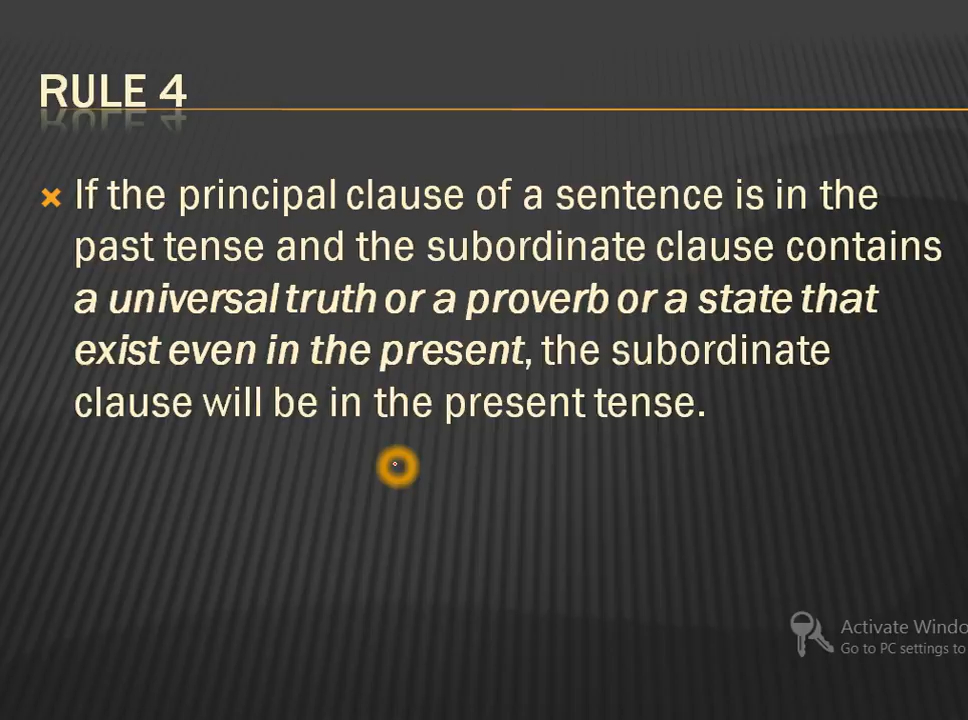 RULE 4
If the principal clause of a sentence is in the
past tense and the subordinate clause contains
a universal truth or a proverb or a state that
exist even in the present, the subordinate
clause will be in the present tense.
Activate Windo
Go to PC settings to